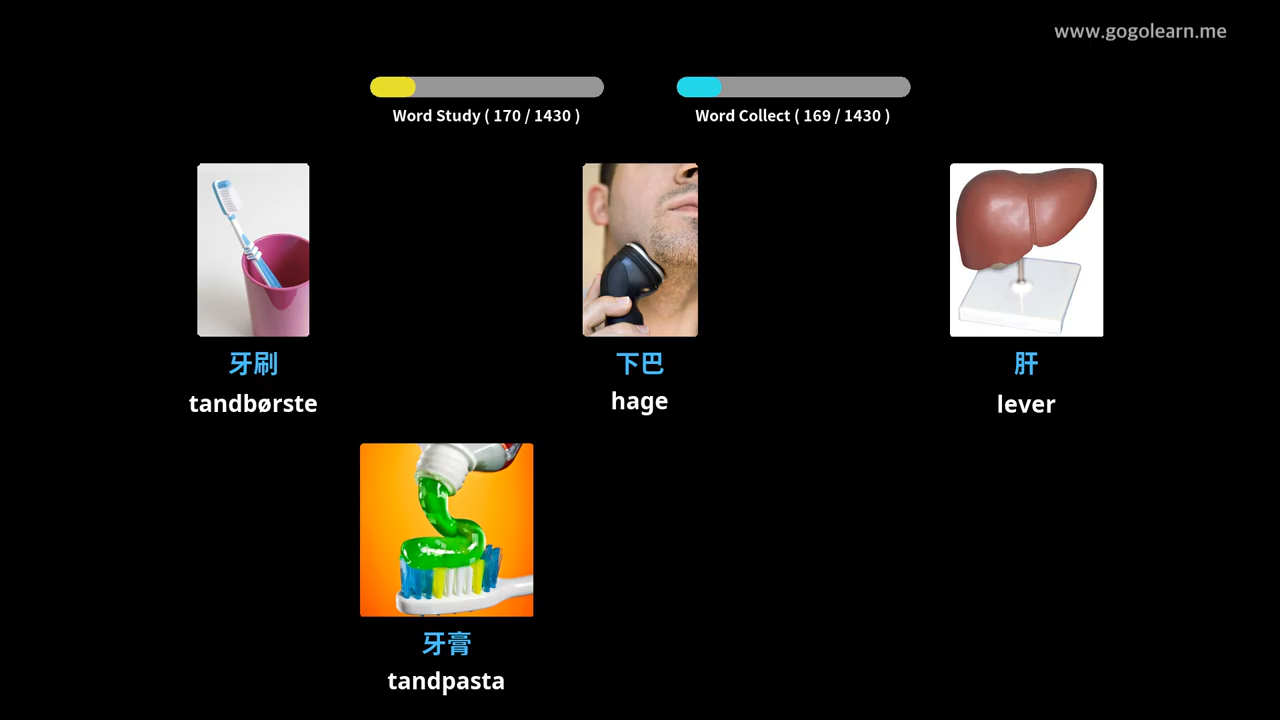 www.gogolearn.me
Word Study ( 170 / 1430 )
Word Collect ( 169 / 1430 )
牙刷
下巴
肝
tandbørste
hage
lever
牙膏
tandpasta